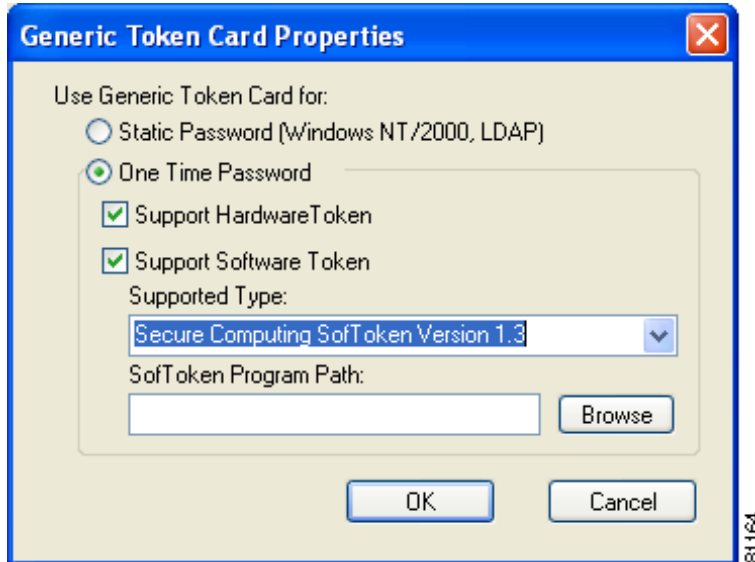 Generic Token Card Properties
Use Generic Token Card for:
Static Password (Windows NT/2000, LDAP)
One Time Password
Support HardwareToken
Support Software Token
Supported Type:
Secure Computing SofToken Version 1.3
SofToken Program Path:
Browse
OK
Cancel
81164